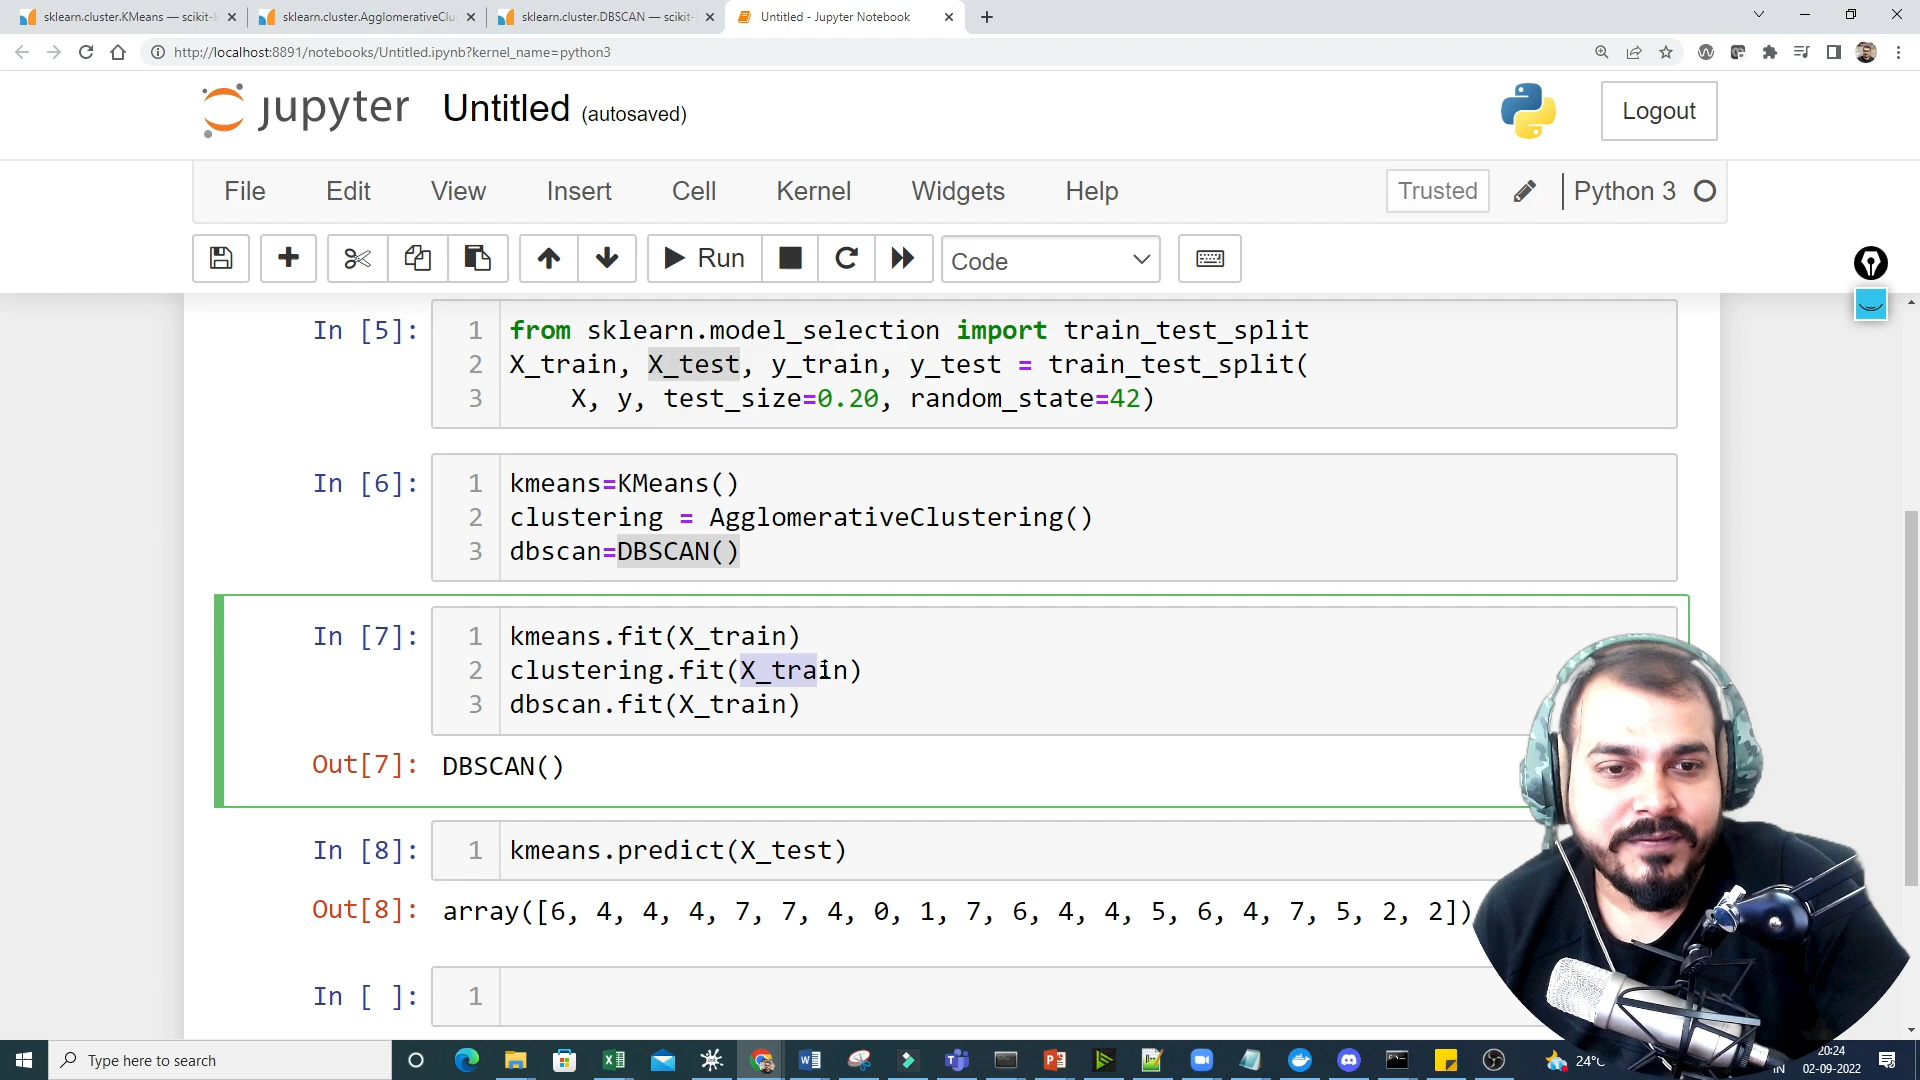 sklearn.cluster.KMeans — scikit-l
sklearn.cluster.AgglomerativeClu
sklearn.cluster.DBSCAN — scikit-
Untitled - Jupyter Notebook
http://localhost:8891/notebooks/Untitled.ipynb?kernel_name=python3
jupyter Untitled (autosaved)
Logout
File Edit View Insert Cell Kernel Widgets Help
Trusted
Python 3
Run
Code
In [5]:
1 from sklearn.model_selection import train_test_split
2 X_train, X_test, y_train, y_test = train_test_split(
3 X, y, test_size=0.20, random_state=42)
In [6]:
1 kmeans=KMeans()
2 clustering = AgglomerativeClustering()
3 dbscan=DBSCAN()
In [7]:
1 kmeans.fit(X_train)
2 clustering.fit(X_train)
3 dbscan.fit(X_train)
Out[7]: DBSCAN()
In [8]: 1 kmeans.predict(X_test)
Out[8]: array([6, 4, 4, 4, 7, 7, 4, 0, 1, 7, 6, 4, 4, 5, 6, 4, 7, 5, 2, 2])
In [ ]: 1
Type here to search
24°
IN
20:24
02-09-2022